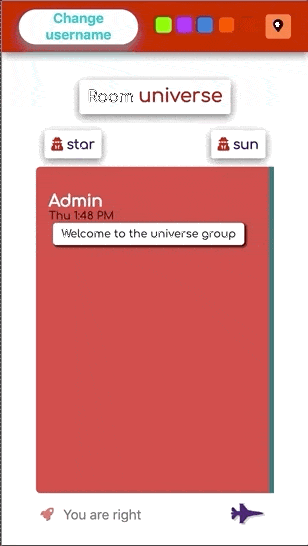 Change
username
Room universe
star
sun
Admin
Thu 1:48 PM
Welcome to the universe group
You are right